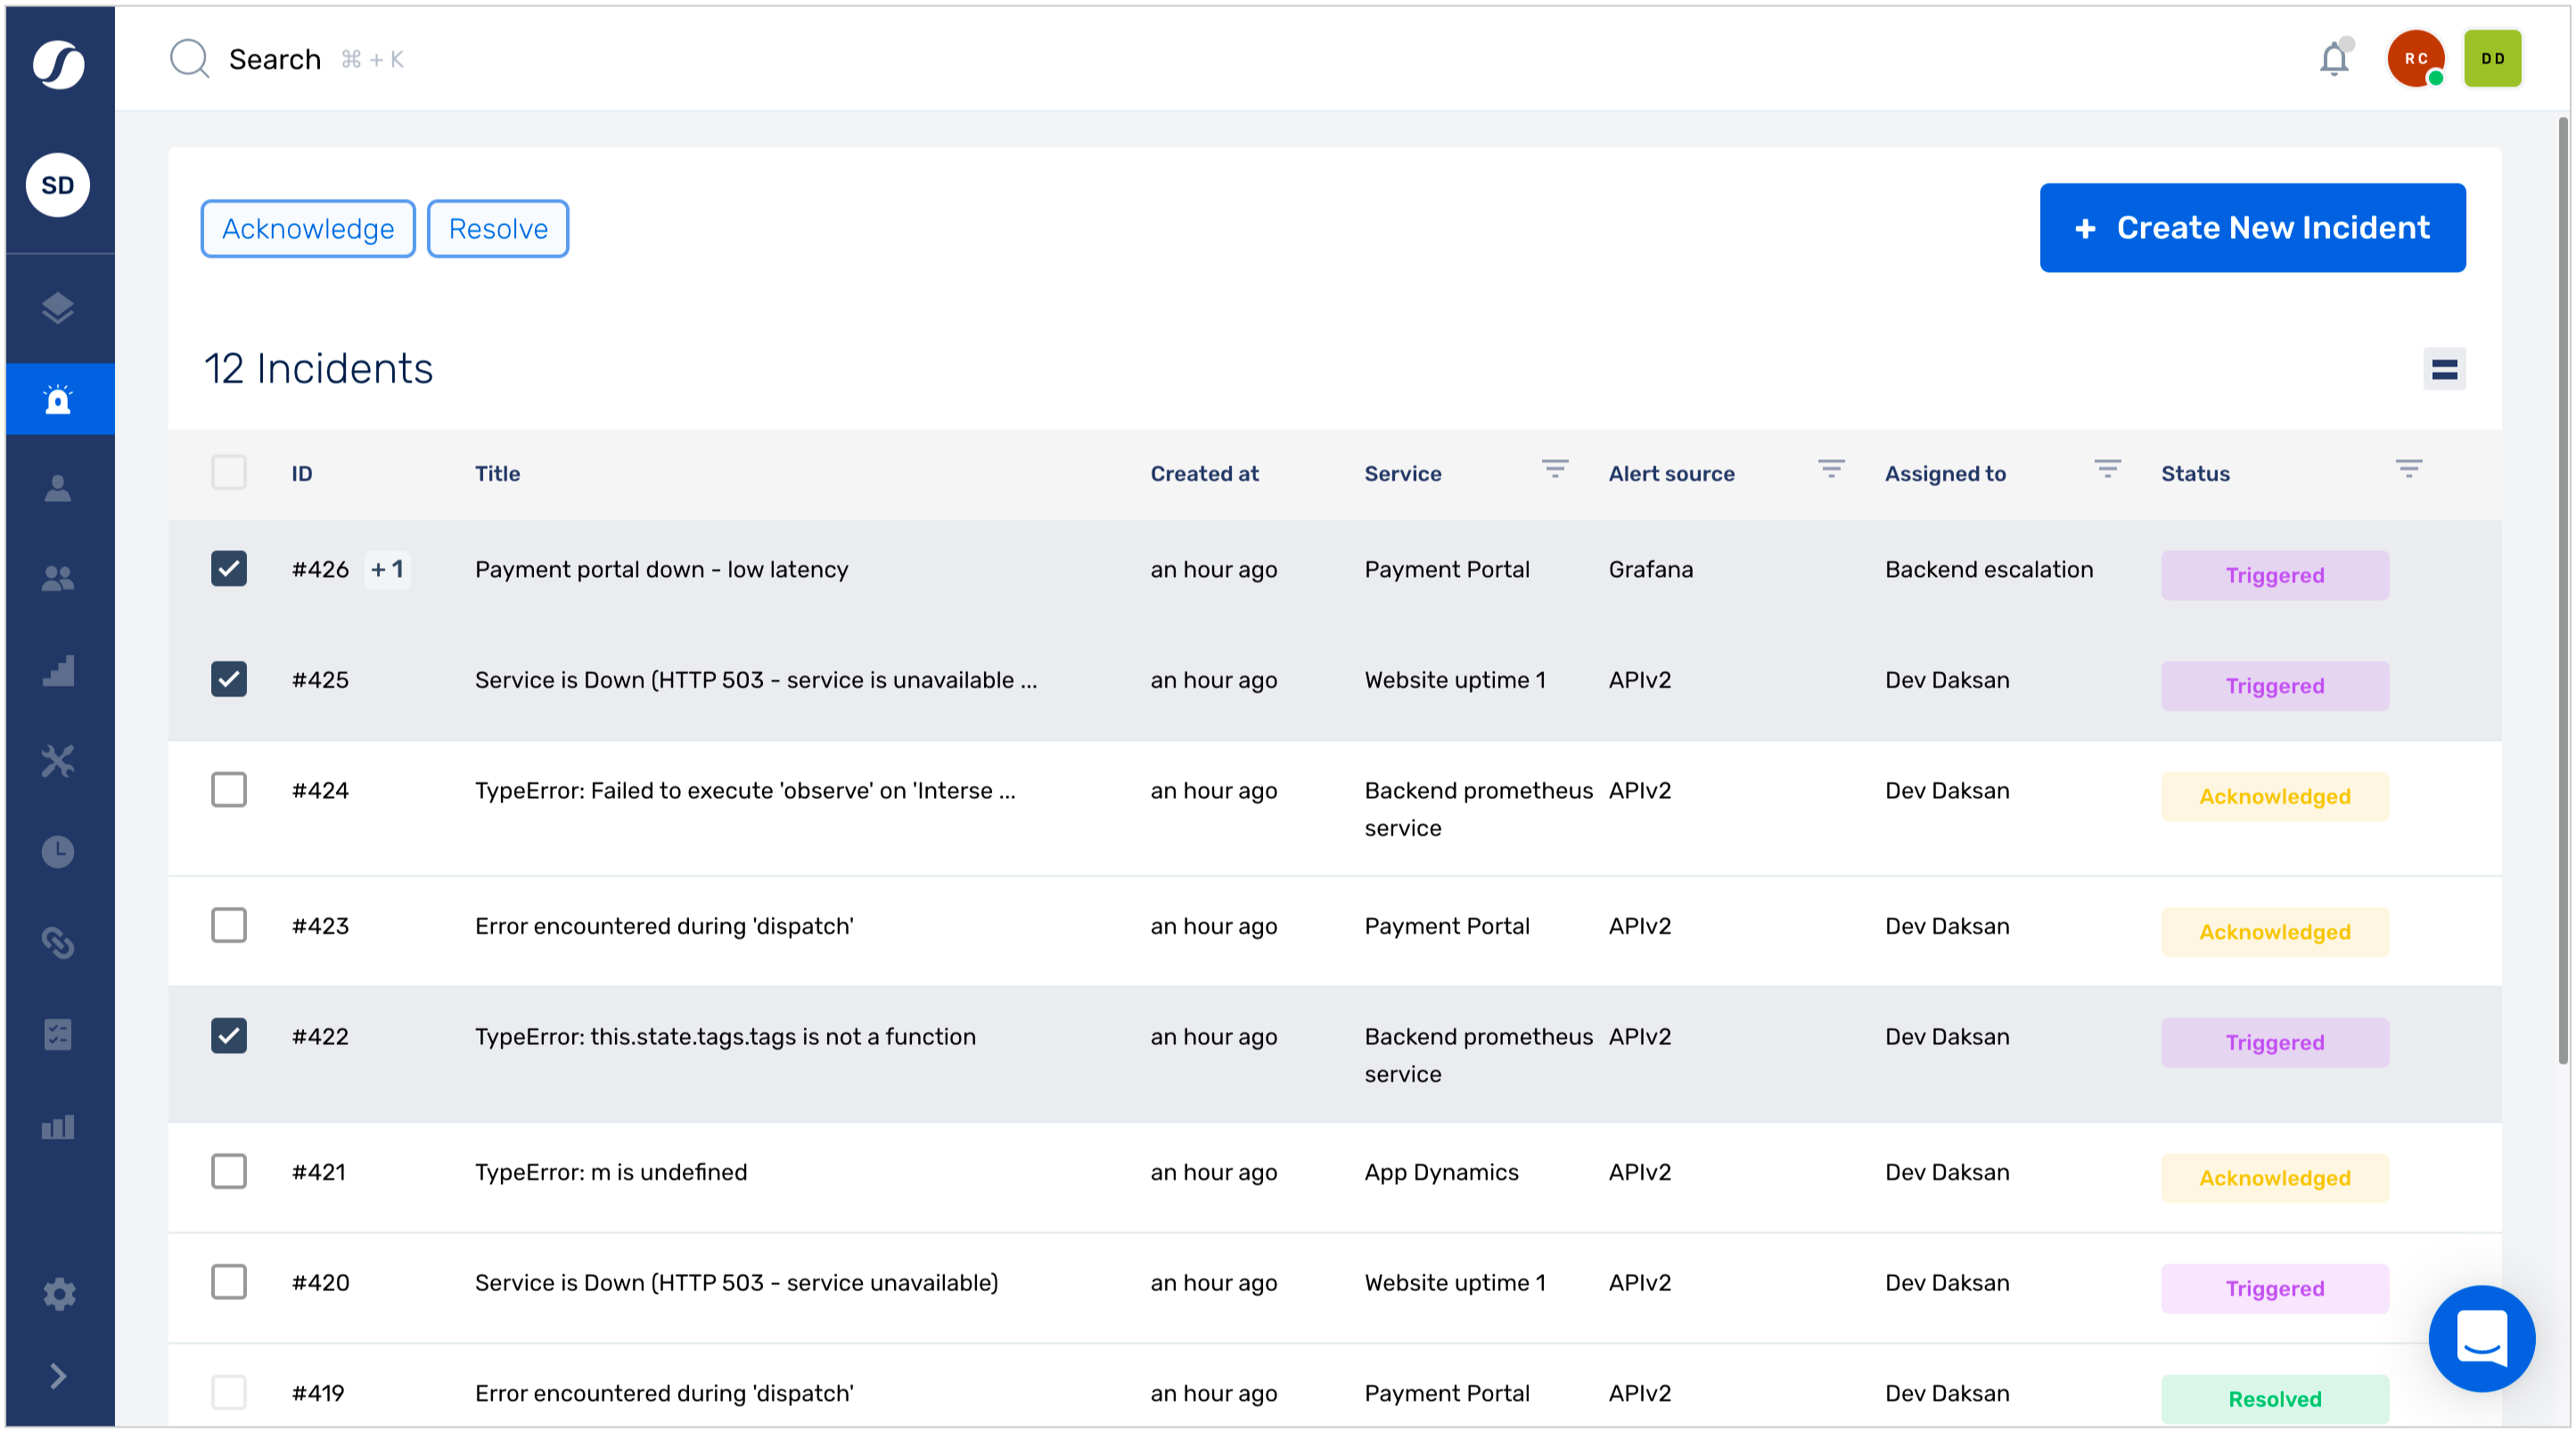 Search ⌘ + K
RC
DD
SD
Acknowledge
Resolve
+ Create New Incident
12 Incidents
ID Title Created at Service Alert source Assigned to Status
#426 +1 Payment portal down - low latency an hour ago Payment Portal Grafana Backend escalation Triggered
#425 Service is Down (HTTP 503 - service is unavailable ... an hour ago Website uptime 1 APIv2 Dev Daksan Triggered
#424 TypeError: Failed to execute 'observe' on 'Interse ... an hour ago Backend prometheus APIv2 Dev Daksan Acknowledged
service
#423 Error encountered during 'dispatch' an hour ago Payment Portal APIv2 Dev Daksan Acknowledged
#422 TypeError: this.state.tags.tags is not a function an hour ago Backend prometheus APIv2 Dev Daksan Triggered
service
#421 TypeError: m is undefined an hour ago App Dynamics APIv2 Dev Daksan Acknowledged
#420 Service is Down (HTTP 503 - service unavailable) an hour ago Website uptime 1 APIv2 Dev Daksan Triggered
#419 Error encountered during 'dispatch' an hour ago Payment Portal APIv2 Dev Daksan Resolved